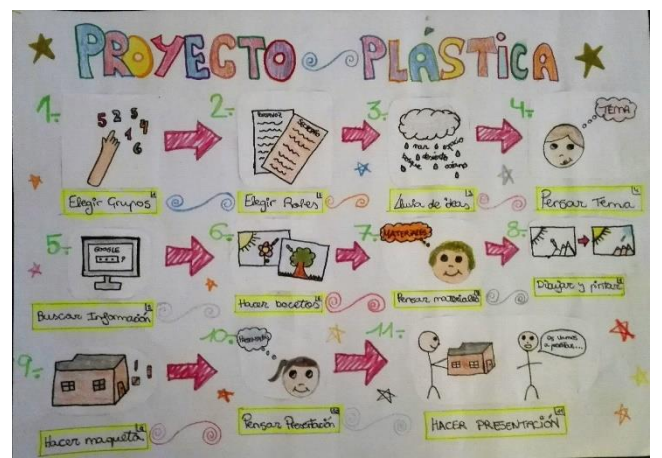 PROYECTO PLÁSTICA
1.-
5 2 3
1 4
6
Elegir Grupos
2.-
Elegir Roles
3.-
Lluvia de ideas
4.-
TEMA
Pensar Tema
5.-
GOOGLE
Buscar Información
6.-
Hacer bocetos
7.-
MATERIALES
Pensar materiales
8.-
Dibujar y pintar
9.-
Hacer maqueta
10.-
Pensar Presentación
11.-
HACER PRESENTACIÓN